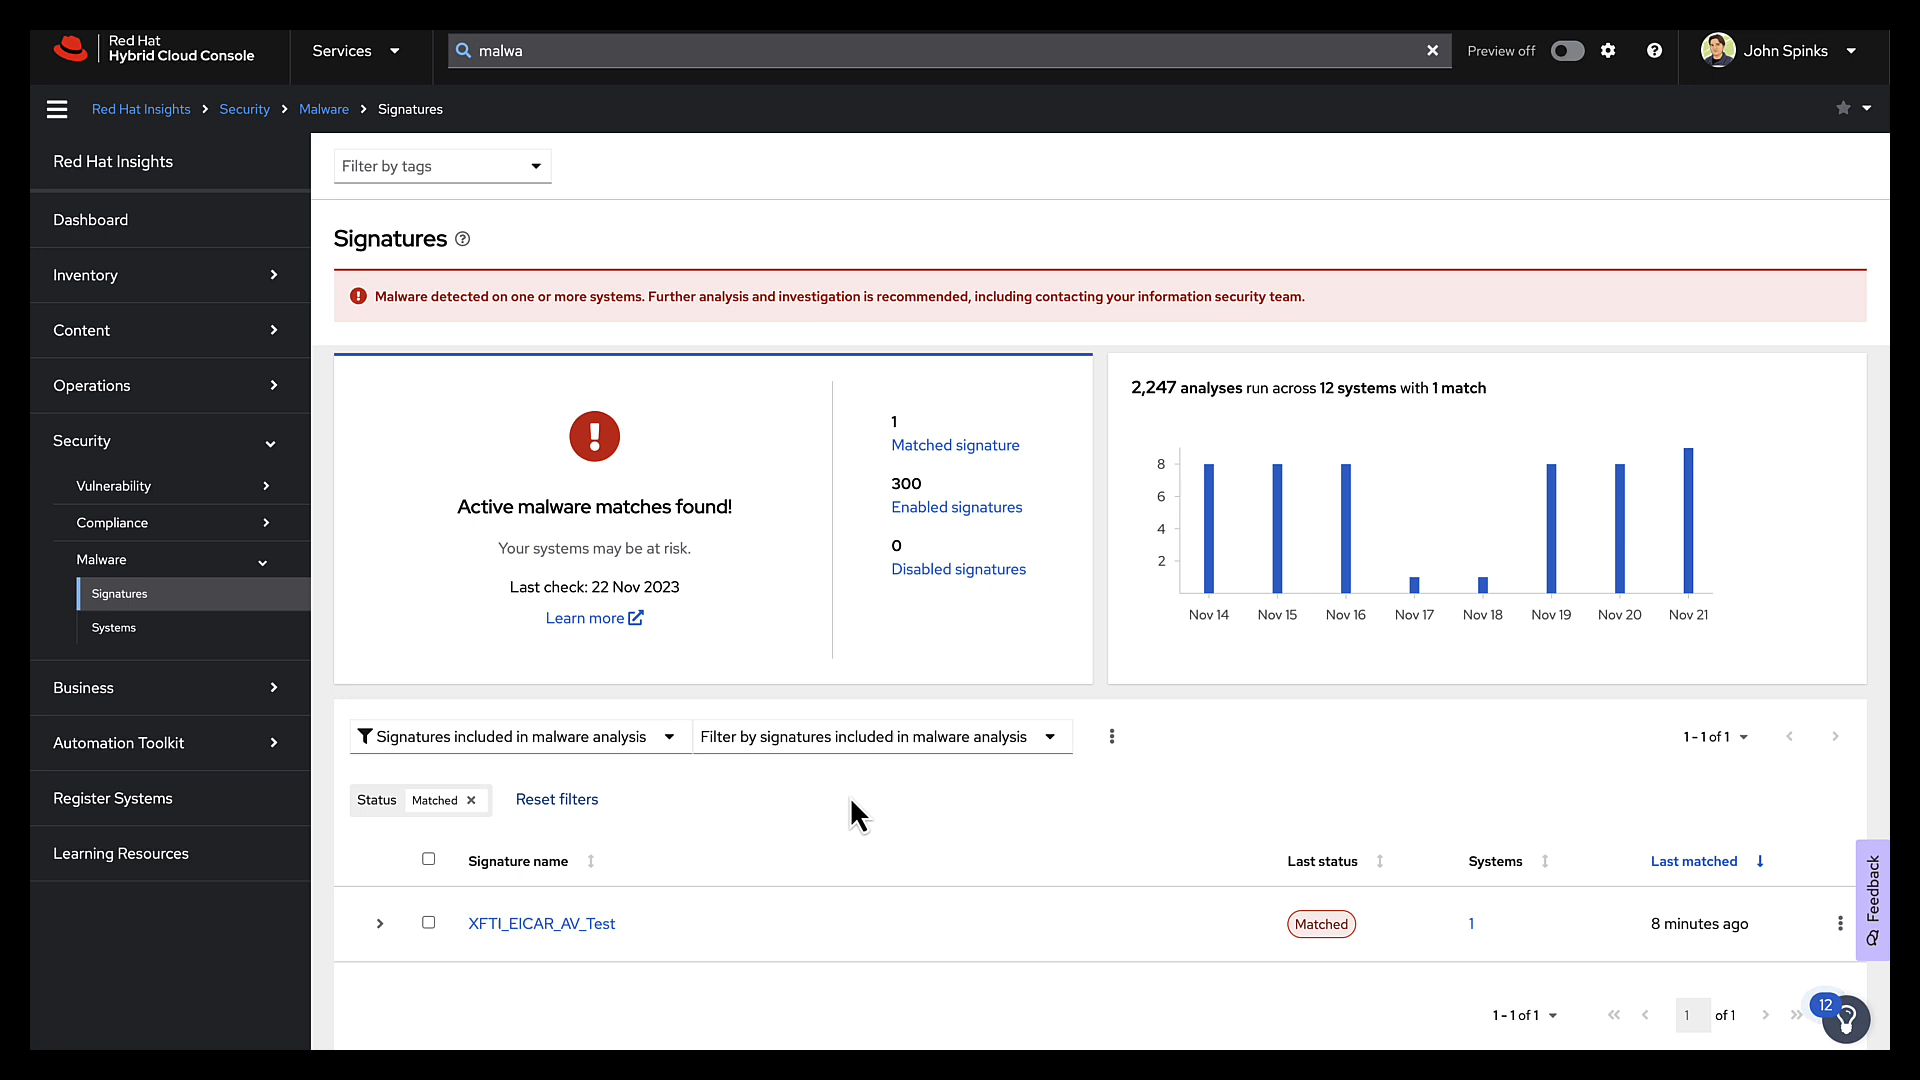 Red Hat
Hybrid Cloud Console
Services
malwa
Preview off
John Spinks
Red Hat Insights
Security
Malware
Signatures
Red Hat Insights
Dashboard
Inventory
Content
Operations
Security
Vulnerability
Compliance
Malware
Signatures
Systems
Business
Automation Toolkit
Register Systems
Learning Resources
Filter by tags
Signatures
Malware detected on one or more systems. Further analysis and investigation is recommended, including contacting your information security team.
Active malware matches found!
Your systems may be at risk.
Last check: 22 Nov 2023
Learn more
1
Matched signature
300
Enabled signatures
0
Disabled signatures
2,247 analyses run across 12 systems with 1 match
8
6
4
2
Nov 14 Nov 15 Nov 16 Nov 17 Nov 18 Nov 19 Nov 20 Nov 21
Signatures included in malware analysis
Filter by signatures included in malware analysis
1 - 1 of 1
Status Matched
Reset filters
Signature name Last status Systems Last matched
XFTI_EICAR_AV_Test Matched 1 8 minutes ago
1 - 1 of 1
1 of 1
Feedback
12